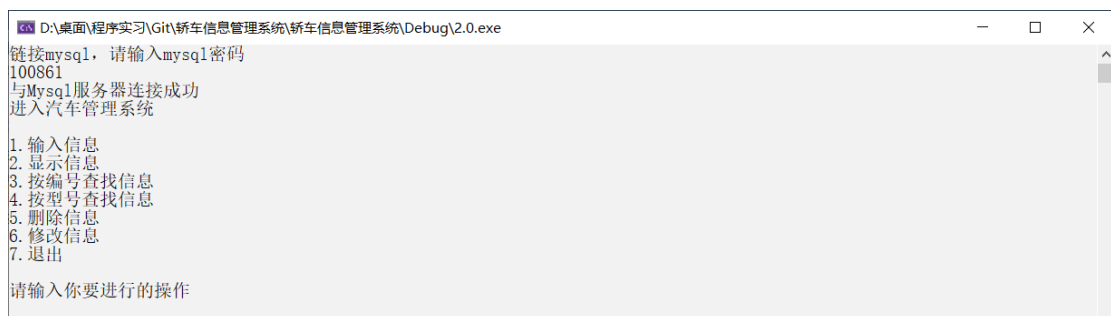 D:\桌面\程序实习\Git\轿车信息管理系统\轿车信息管理系统\Debug\2.0.exe
链接mysql，请输入mysql密码
100861
与Mysql服务器连接成功
进入汽车管理系统
1.输入信息
2.显示信息
3.按编号查找信息
4.按型号查找信息
5.删除信息
6.修改信息
7.退出
请输入你要进行的操作